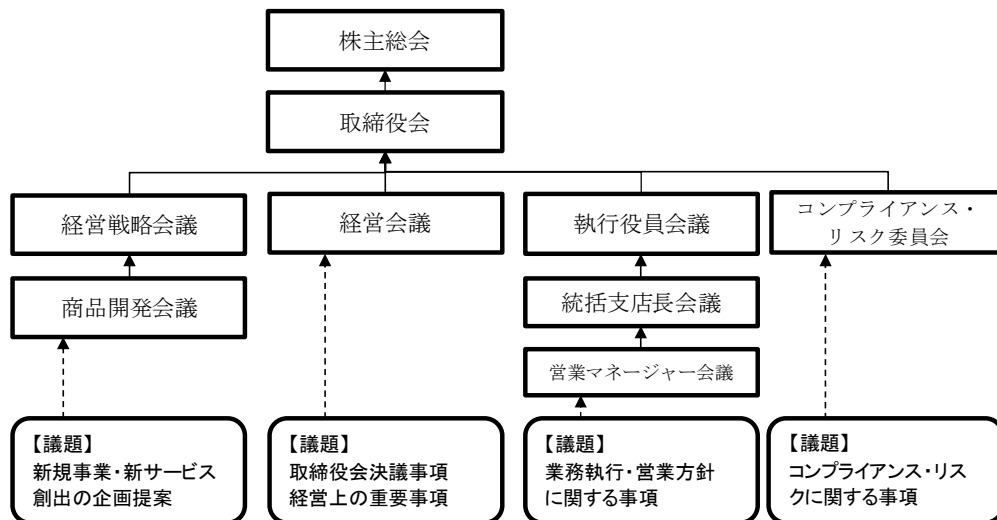 株主総会
取締役会
経営戦略会議
経営会議
執行役員会議
コンプライアンス・
リスク委員会
商品開発会議
統括支店長会議
営業マネージャー会議
【議題】
新規事業・新サービス
創出の企画提案
【議題】
取締役会決議事項
経営上の重要事項
【議題】
業務執行・営業方針
に関する事項
【議題】
コンプライアンス・リス
クに関する事項